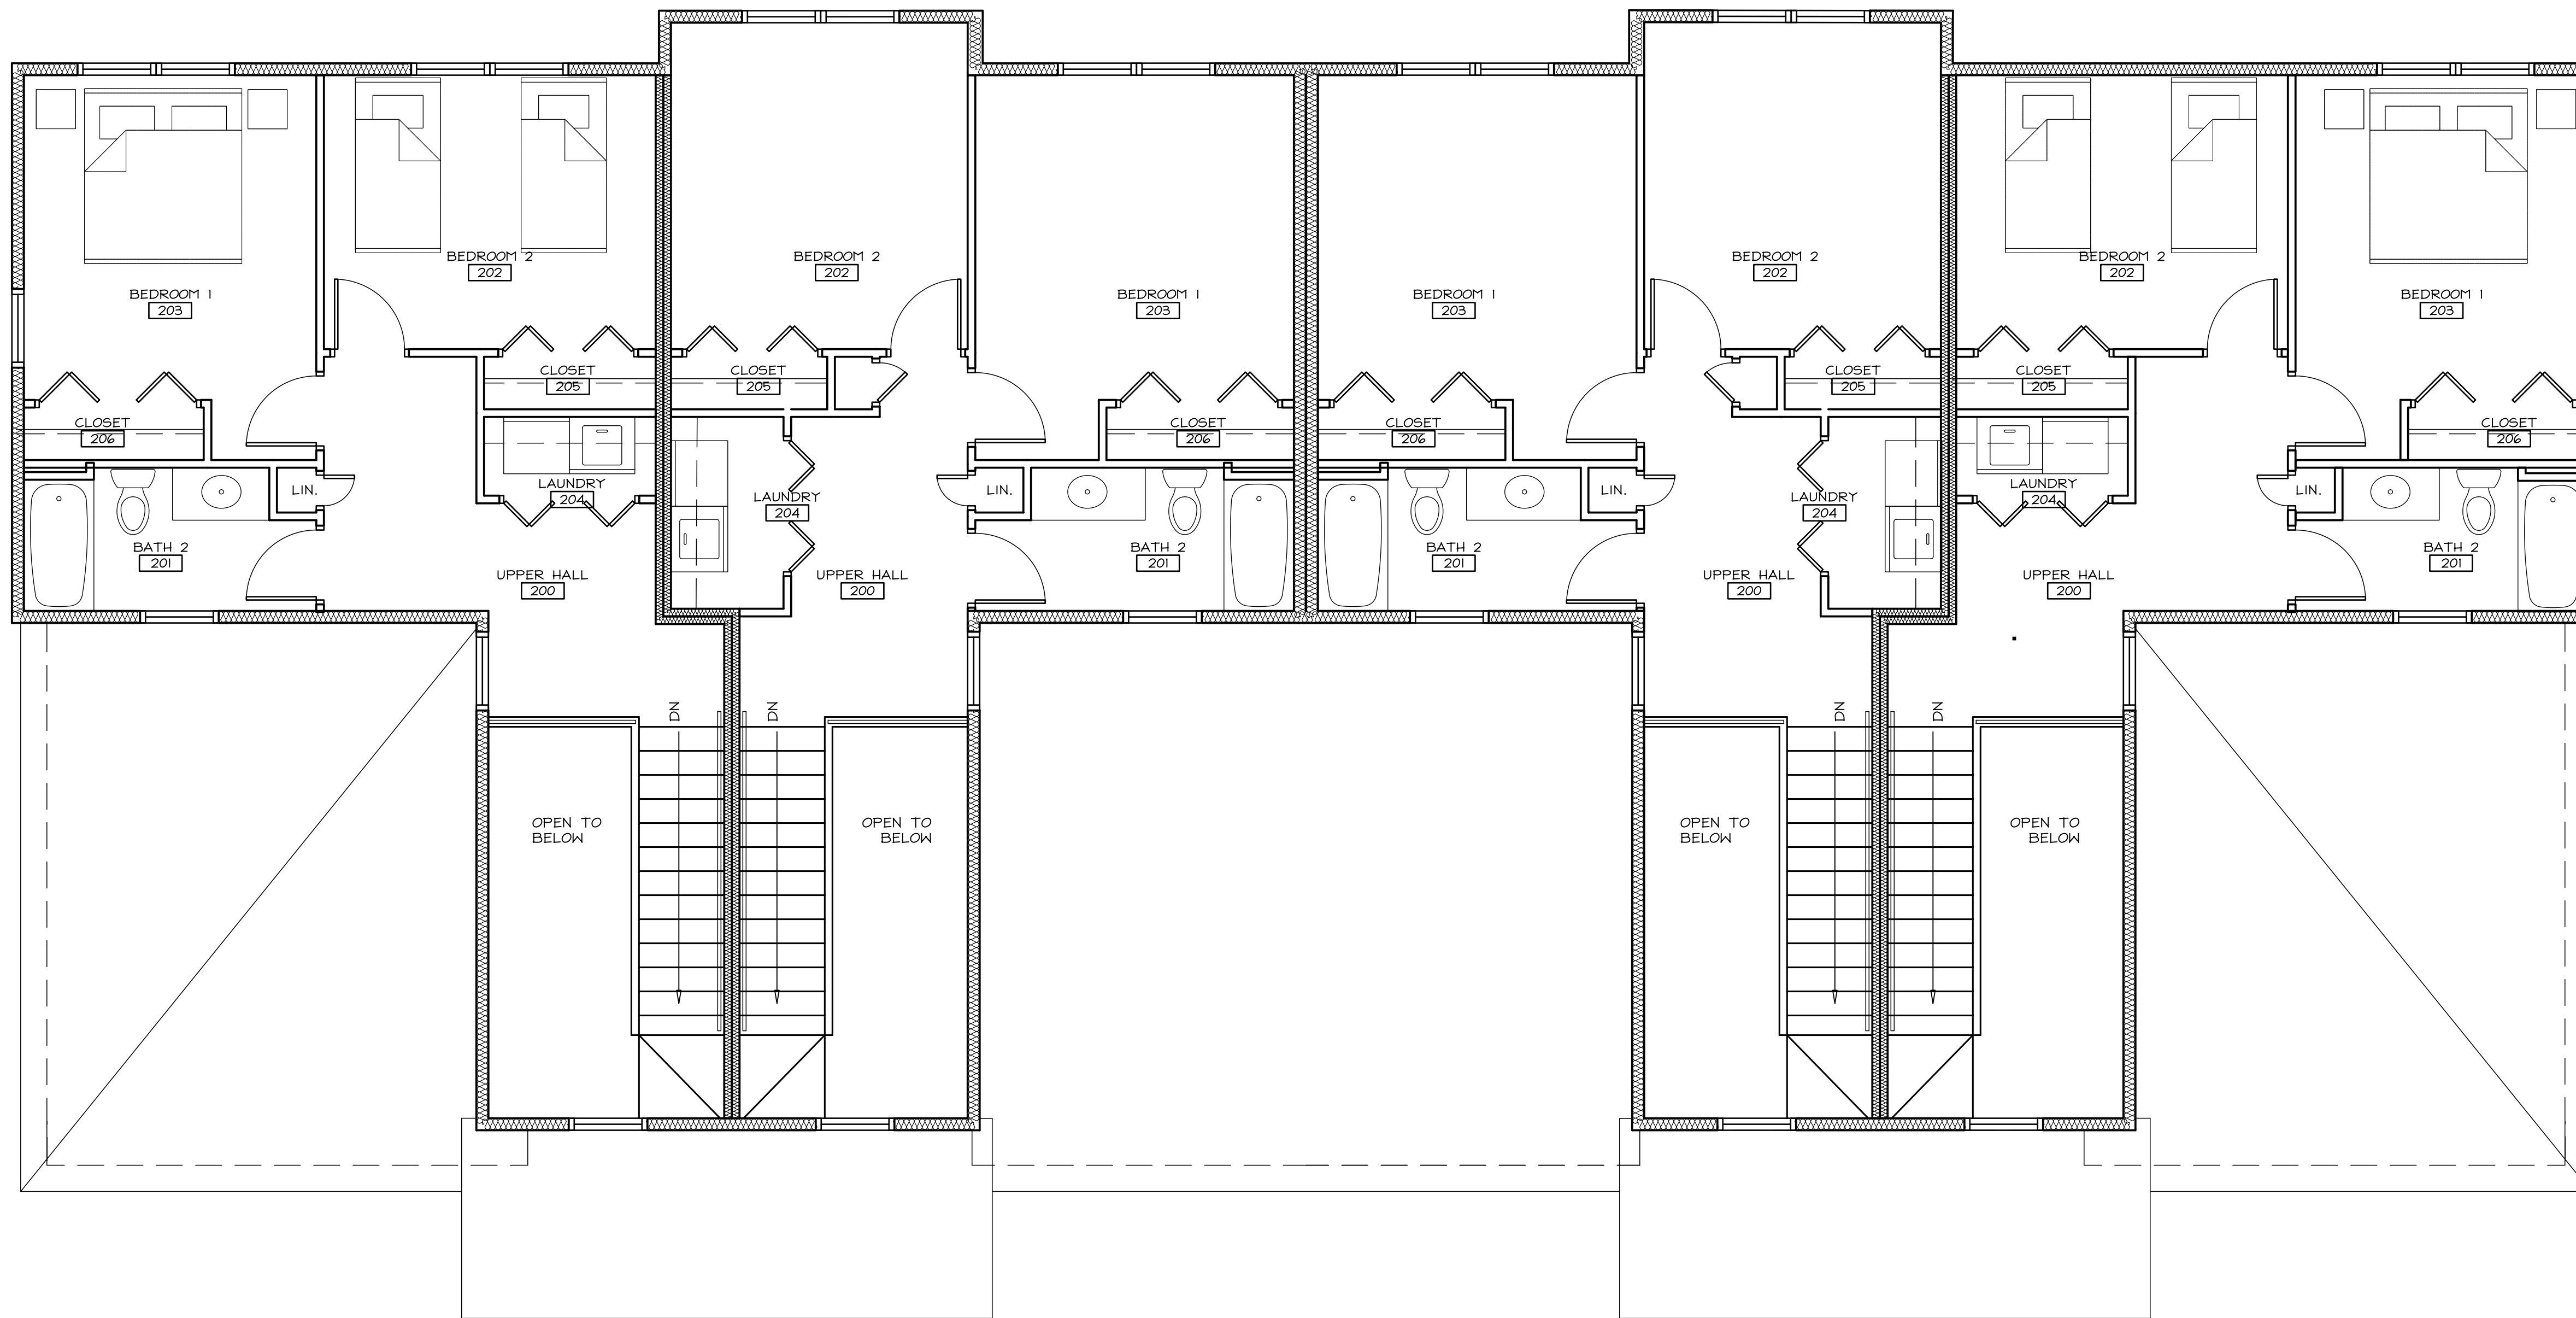 BEDROOM 2
202
BEDROOM 2
202
BEDROOM 2
202
BEDROOM 2
202
BEDROOM 1
203
BEDROOM 1
203
BEDROOM 1
203
BEDROOM 1
203
CLOSET
205
CLOSET
205
CLOSET
205
CLOSET
205
CLOSET
206
CLOSET
206
CLOSET
206
CLOSET
206
LIN.
LAUNDRY
204
LAUNDRY
204
LIN.
LIN.
LAUNDRY
204
LAUNDRY
204
LIN.
BATH 2
201
BATH 2
201
BATH 2
201
BATH 2
201
UPPER HALL
200
UPPER HALL
200
UPPER HALL
200
UPPER HALL
200
DN
DN
DN
DN
OPEN TO
BELOW
OPEN TO
BELOW
OPEN TO
BELOW
OPEN TO
BELOW